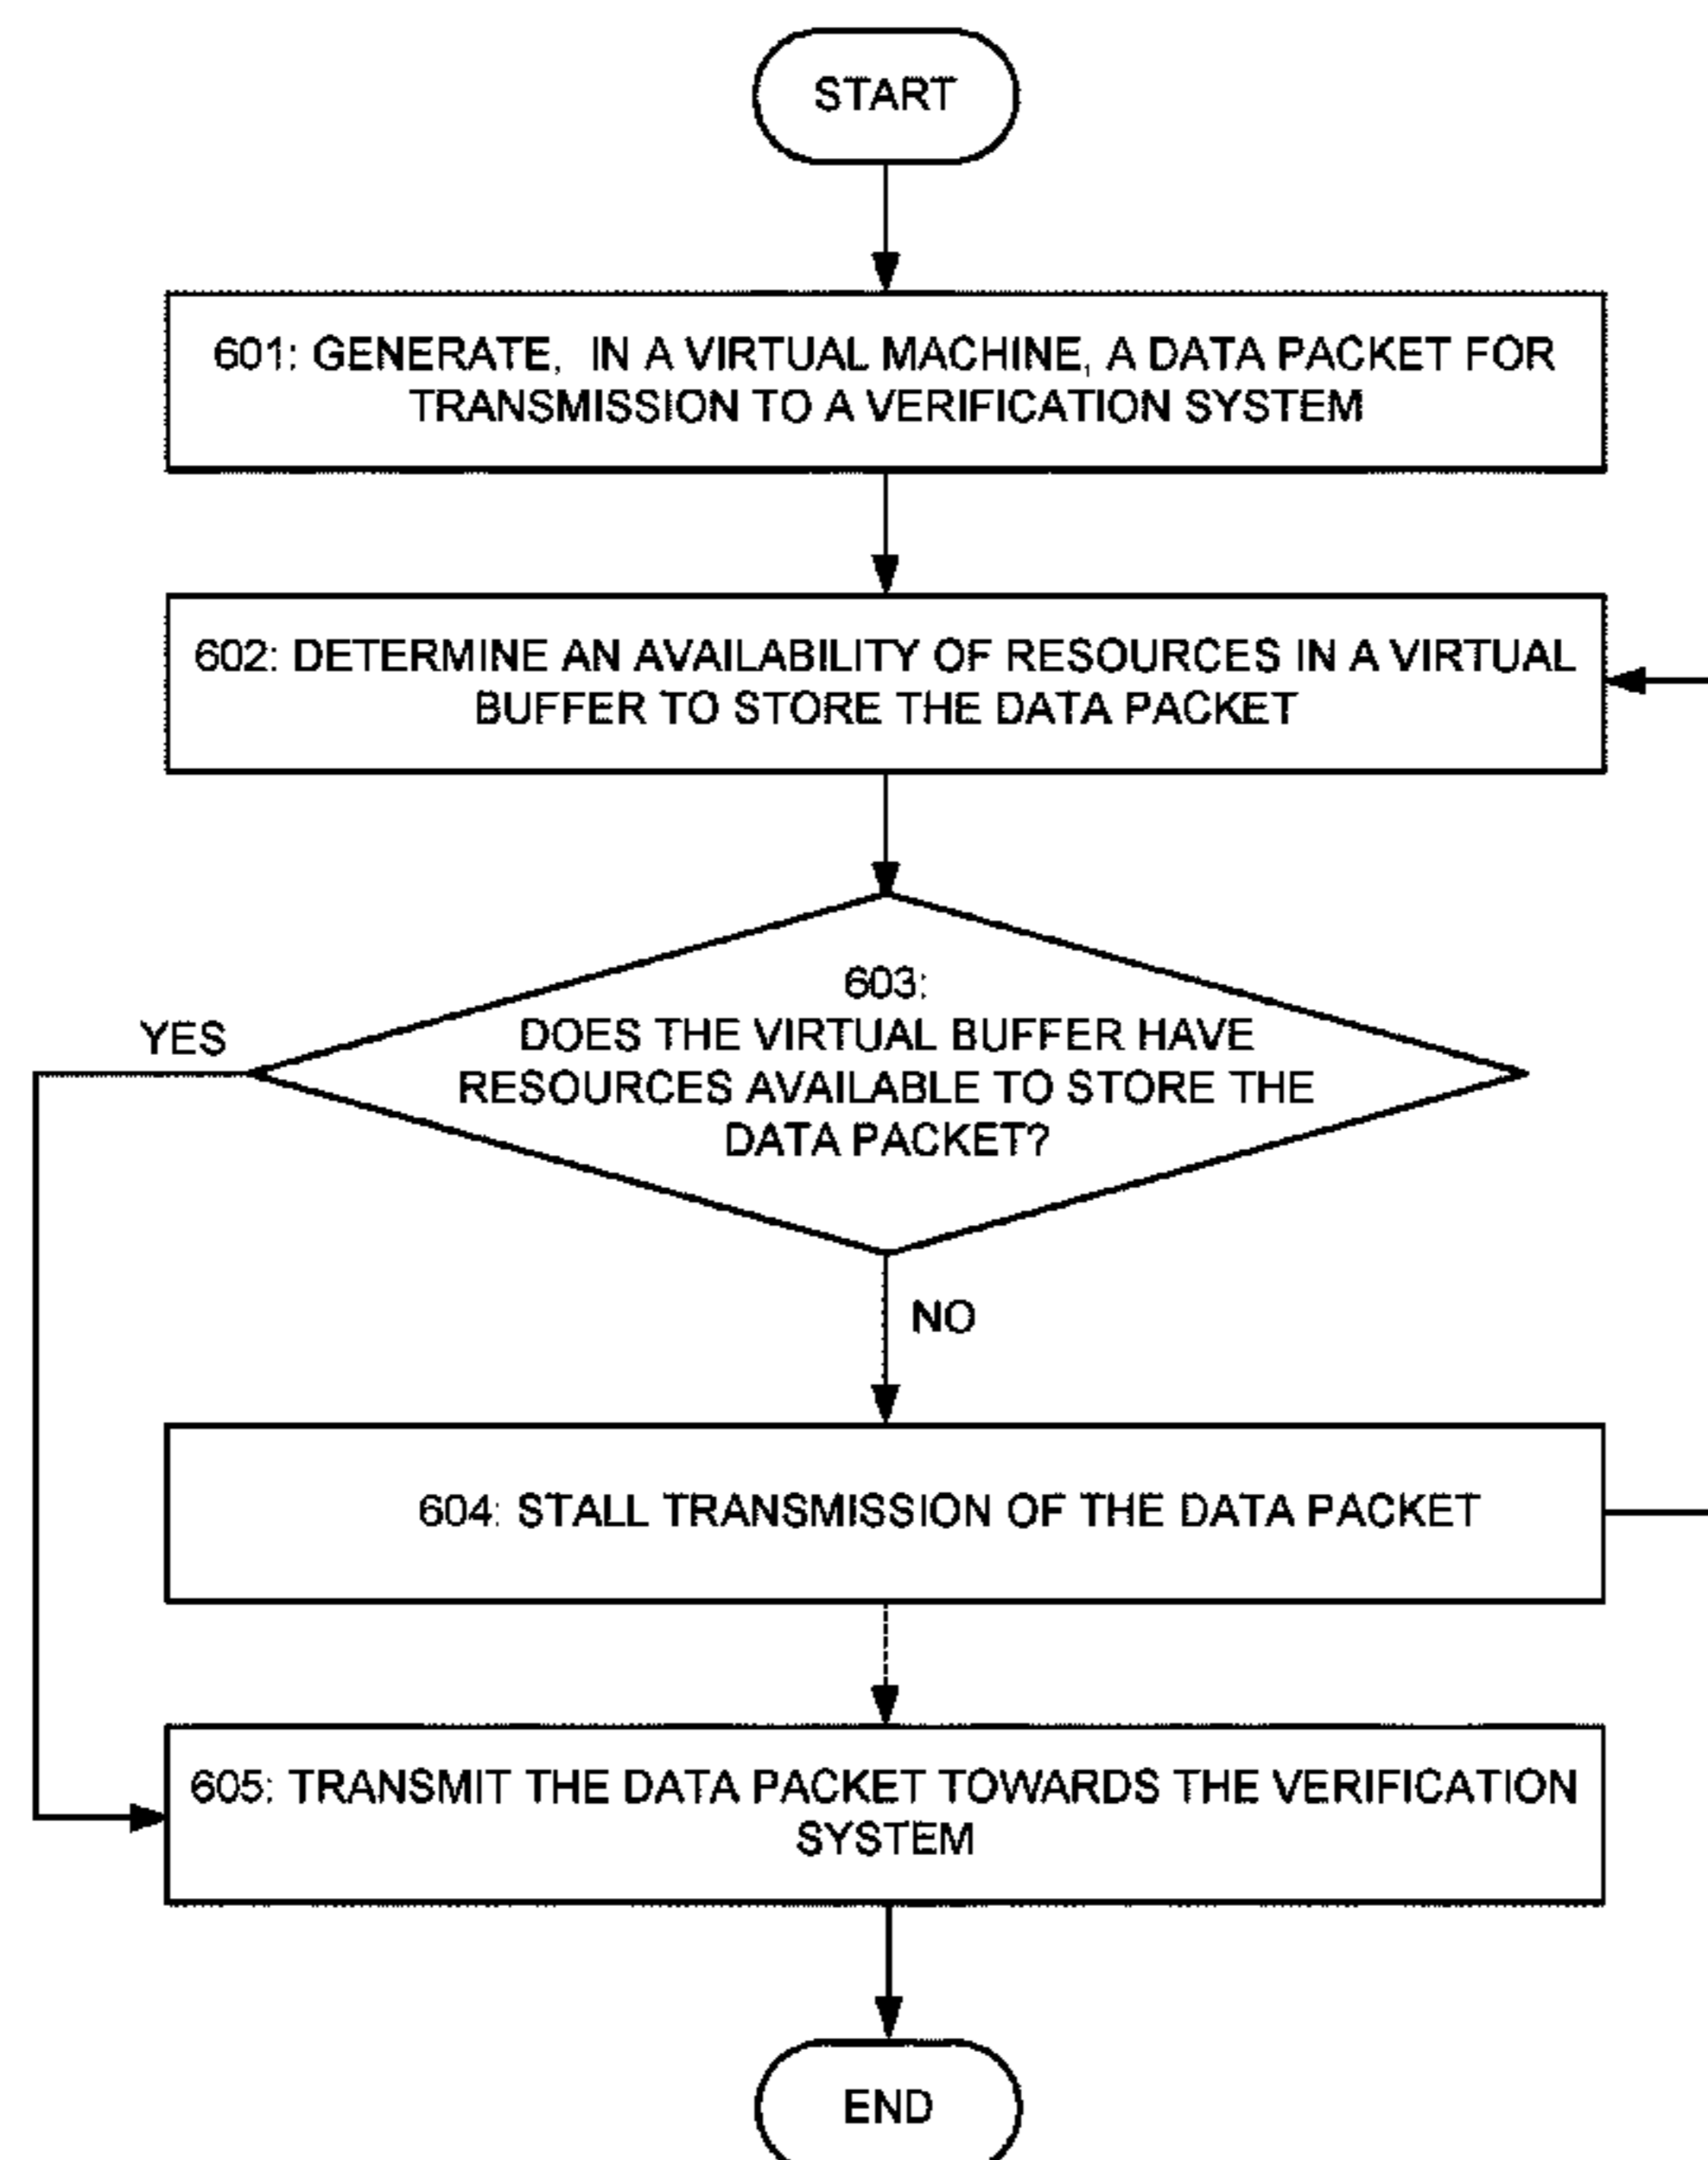 START
601: GENERATE, IN A VIRTUAL MACHINE, A DATA PACKET FOR
TRANSMISSION TO A VERIFICATION SYSTEM
602: DETERMINE AN AVAILABILITY OF RESOURCES IN A VIRTUAL
BUFFER TO STORE THE DATA PACKET
603:
DOES THE VIRTUAL BUFFER HAVE
RESOURCES AVAILABLE TO STORE THE
DATA PACKET?
YES
NO
604: STALL TRANSMISSION OF THE DATA PACKET
605: TRANSMIT THE DATA PACKET TOWARDS THE VERIFICATION
SYSTEM
END